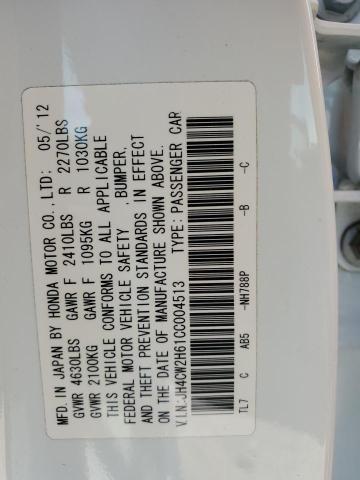 MFD. IN JAPAN BY HONDA MOTOR CO., LTD: 05/'12
GVWR 4630LBS GAWR F 2410LBS R 2270LBS
GVWR 2100KG GAWR F 1095KG R 1030KG
THIS VEHICLE CONFORMS TO ALL APPLICABLE
FEDERAL MOTOR VEHICLE SAFETY , BUMPER,
AND THEFT PREVENTION STANDARDS IN EFFECT
ON THE DATE OF MANUFACTURE SHOWN ABOVE.
V.I.N.:JH4CW2H61CC004513 TYPE: PASSENGER CAR
TL7 C AB5 -NH788P -B -C